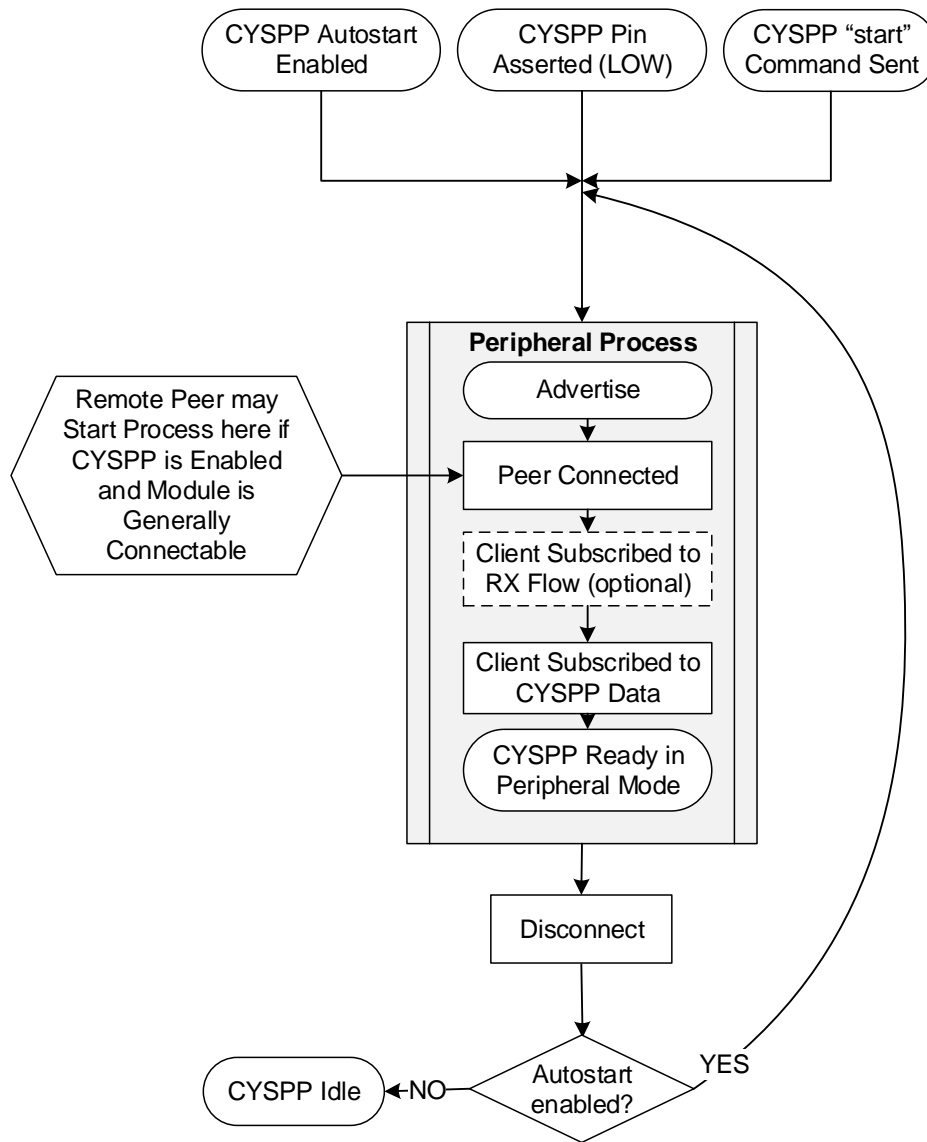 CYSPP Autostart
Enabled
CYSPP Pin
Asserted (LOW)
CYSPP “start”
Command Sent
Peripheral Process
Advertise
Remote Peer may
Start Process here if
CYSPP is Enabled
and Module is
Generally
Connectable
Peer Connected
Client Subscribed to
RX Flow (optional)
Client Subscribed to
CYSPP Data
CYSPP Ready in
Peripheral Mode
Disconnect
Autostart
enabled?
YES
NO
CYSPP Idle